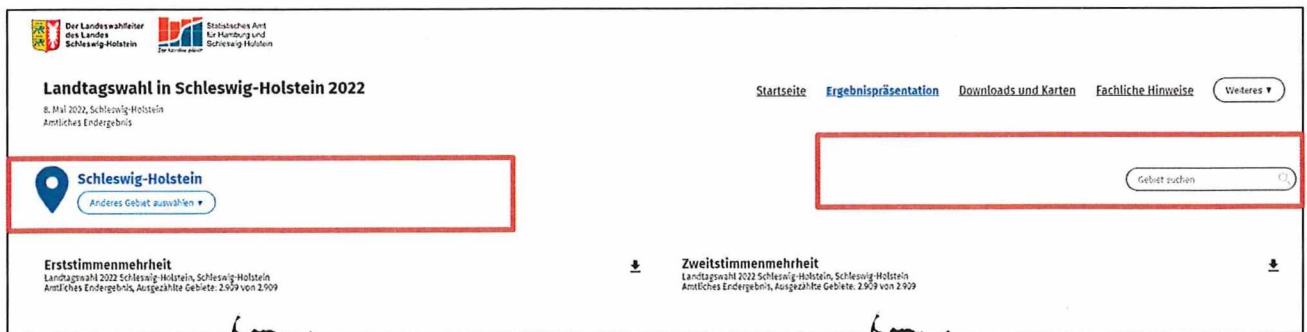 Der Landeswahlleiter
des Landes
Schleswig-Holstein
Statistisches Amt
für Hamburg und
Schleswig-Holstein
Landtagswahl in Schleswig-Holstein 2022
8. Mai 2022, Schleswig-Holstein
Amtliches Endergebnis
Startseite Ergebnispräsentation Downloads und Karten Fachliche Hinweise Weiteres ▾
Schleswig-Holstein
Anderes Gebiet auswählen ▾
Gebiet suchen
Erststimmenmehrheit
Landtagswahl 2022 Schleswig-Holstein, Schleswig-Holstein
Amtliches Endergebnis, Ausgezählte Gebiete: 2.909 von 2.909
Zweitstimmenmehrheit
Landtagswahl 2022 Schleswig-Holstein, Schleswig-Holstein
Amtliches Endergebnis, Ausgezählte Gebiete: 2.909 von 2.909